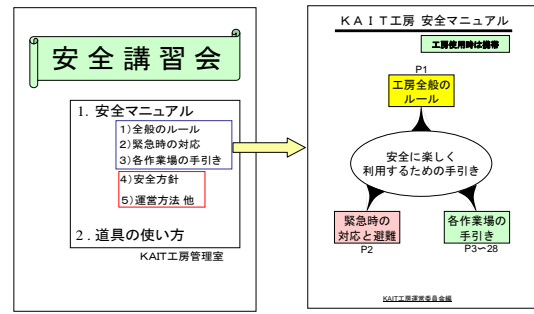 安全講習会
1. 安全マニュアル
1)全般のルール
2)緊急時の対応
3)各作業場の手引き
4)安全方針
5)運営方法 他
2. 道具の使い方
KAIT工房管理室
KAIT工房 安全マニュアル
工房使用時は携帯
P1
工房全般の
ルール
安全に楽しく
利用するための手引き
緊急時の
対応と避難
P2
各作業場の
手引き
P3~28
KAIT工房運営委員会編